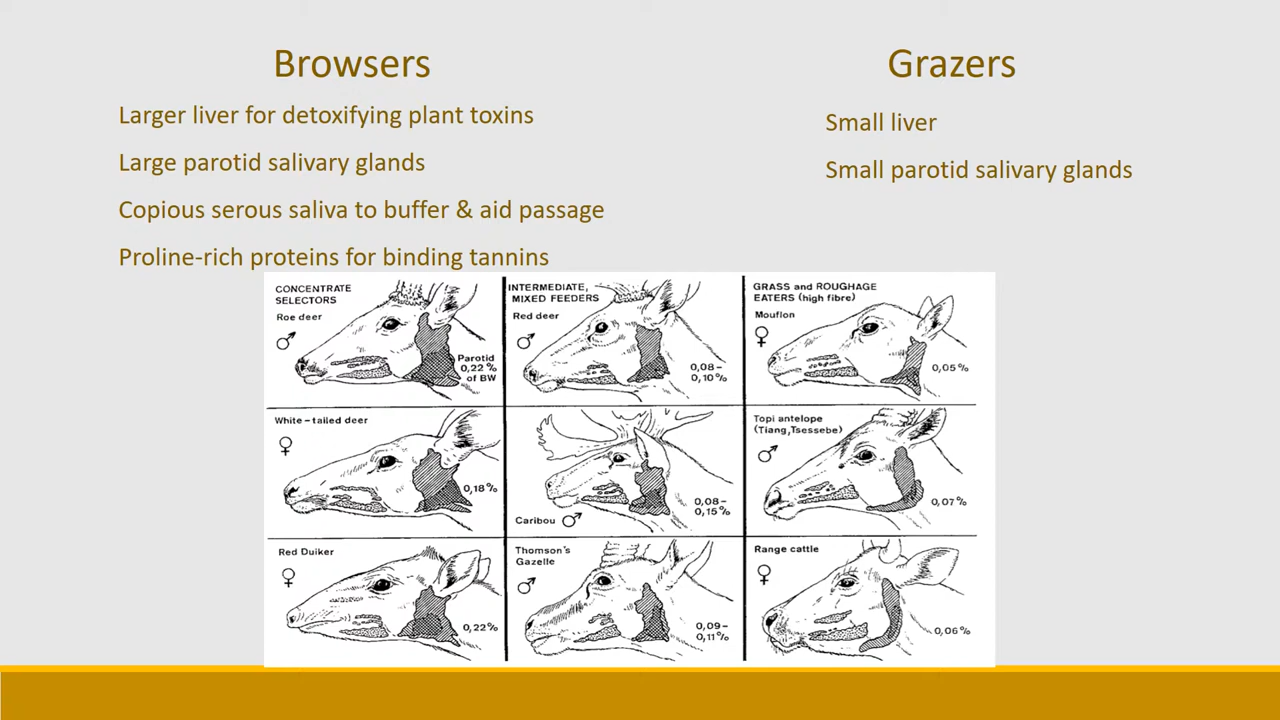 Browsers
Larger liver for detoxifying plant toxins
Large parotid salivary glands
Copious serous saliva to buffer & aid passage
Proline-rich proteins for binding tannins
Grazers
Small liver
Small parotid salivary glands
CONCENTRATE
SELECTORS
Roe deer
♂
Parotid
0,22%
of BW
INTERMEDIATE,
MIXED FEEDERS
Red deer
♂
0,08-
0,10%
GRASS and ROUGHAGE
EATERS (high fibre)
Mouflon
♀
0,05%
White-tailed deer
♀
0,18%
Caribou ♂
0,08-
0,15%
Topi antelope
(Tiang,Tsessebe)
♂
0,07%
Red Duiker
♀
0,22%
Thomson's
Gazelle
♂
0,09-
0,11%
Range cattle
♀
0,06%